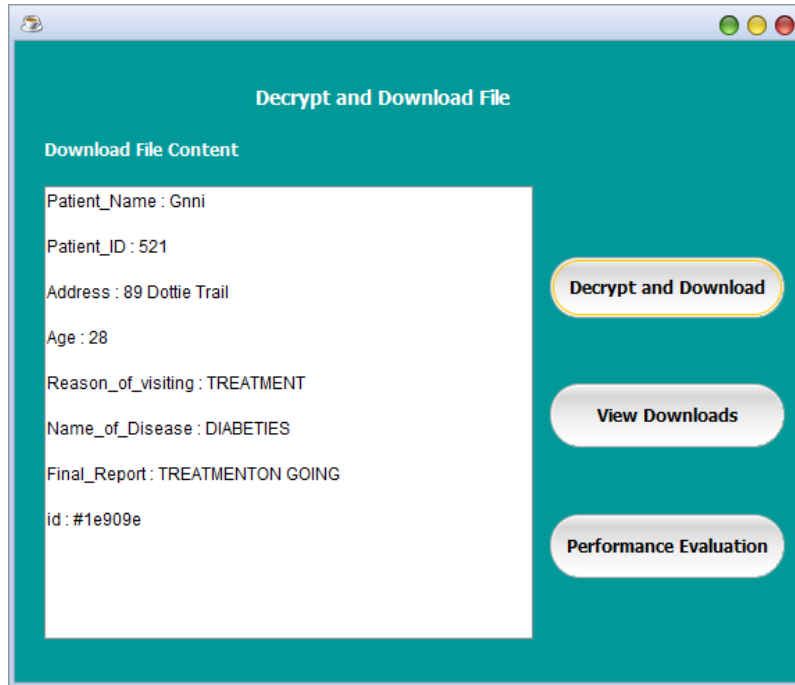 Decrypt and Download File
Download File Content
Patient_Name : Gnni
Patient_ID : 521
Address : 89 Dottie Trail
Age : 28
Reason_of_visiting : TREATMENT
Name_of_Disease : DIABETIES
Final_Report : TREATMENTON GOING
id : #1e909e
Decrypt and Download
View Downloads
Performance Evaluation